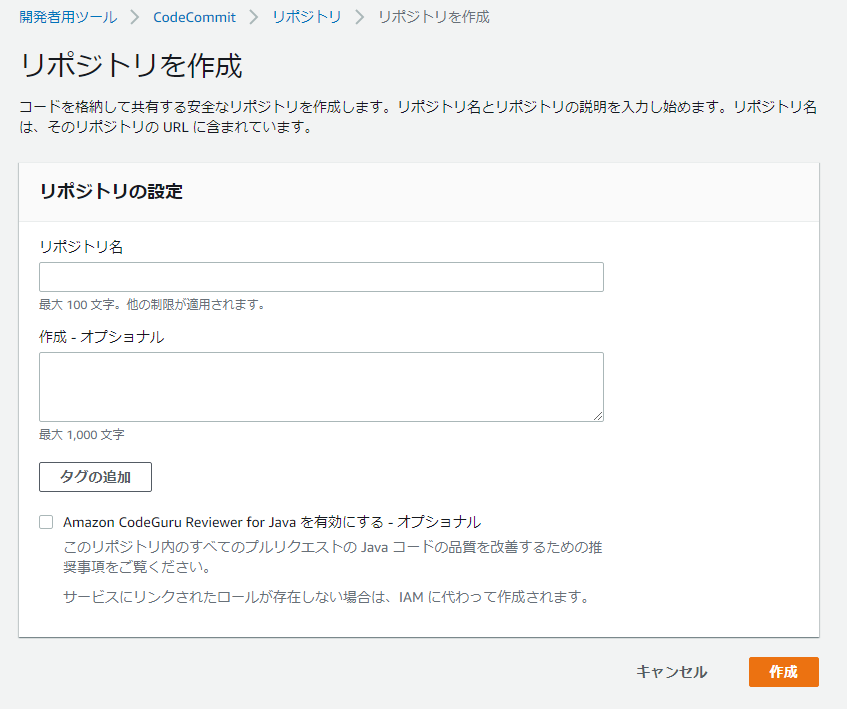 開発者用ツール > CodeCommit > リポジトリ > リポジトリを作成
リポジトリを作成
コードを格納して共有する安全なリポジトリを作成します。リポジトリ名とリポジトリの説明を入力し始めます。リポジトリ名
は、そのリポジトリの URL に含まれています。
リポジトリの設定
リポジトリ名
最大 100 文字。他の制限が適用されます。
作成 - オプショナル
最大 1,000 文字
タグの追加
Amazon CodeGuru Reviewer for Java を有効にする - オプショナル
このリポジトリ内のすべてのプルリクエストの Java コードの品質を改善するための推
奨事項をご覧ください。
サービスにリンクされたロールが存在しない場合は、IAM に代わって作成されます。
キャンセル 作成